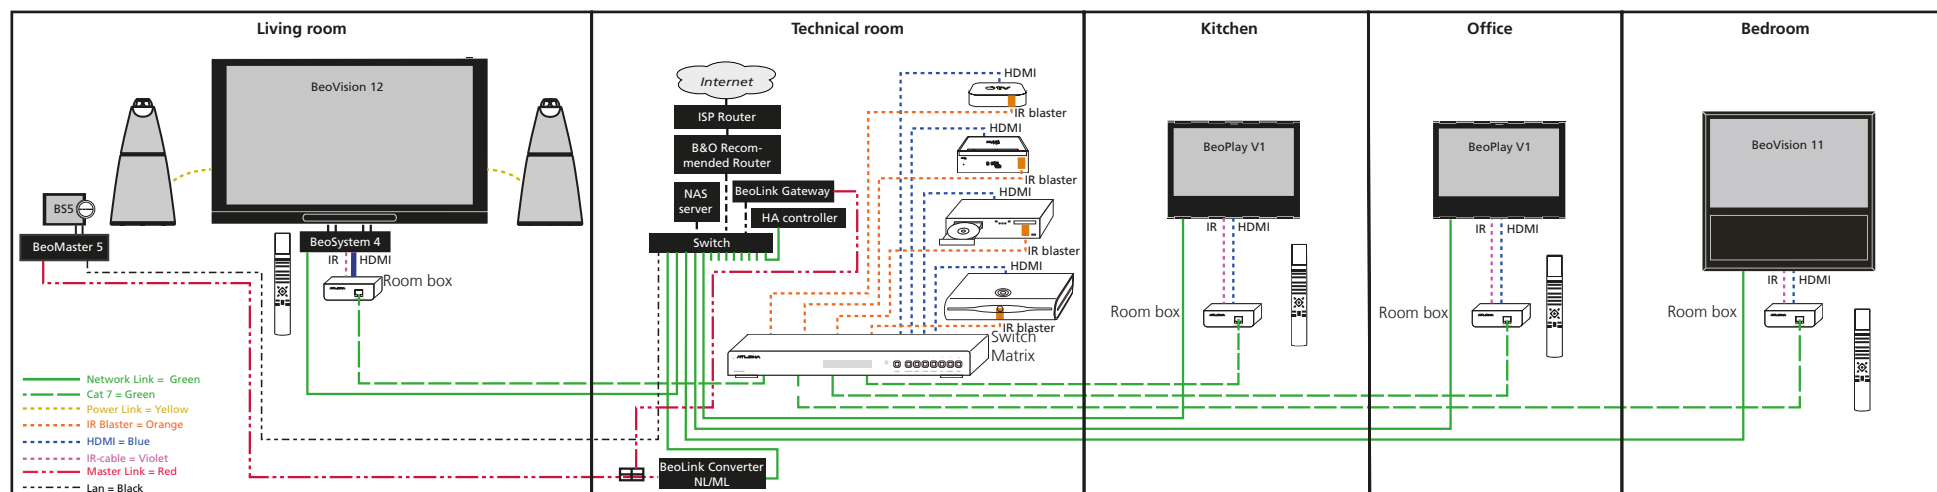 Living room
Technical room
Kitchen
Office
Bedroom
BeoVision 12
BS5
BeoMaster 5
BeoSystem 4
IR
HDMI
Room box
Internet
ISP Router
B&O Recom-
mended Router
NAS
server
BeoLink Gateway
HA controller
Switch
HDMI
IR blaster
HDMI
IR blaster
HDMI
IR blaster
HDMI
IR blaster
Switch
Matrix
ATLONA
BeoLink Converter
NL/ML
BeoPlay V1
IR
HDMI
Room box
BeoPlay V1
IR
HDMI
Room box
BeoVision 11
IR
HDMI
Room box
Network Link = Green
Cat 7 = Green
Power Link = Yellow
IR Blaster = Orange
HDMI = Blue
IR-cable = Violet
Master Link = Red
Lan = Black